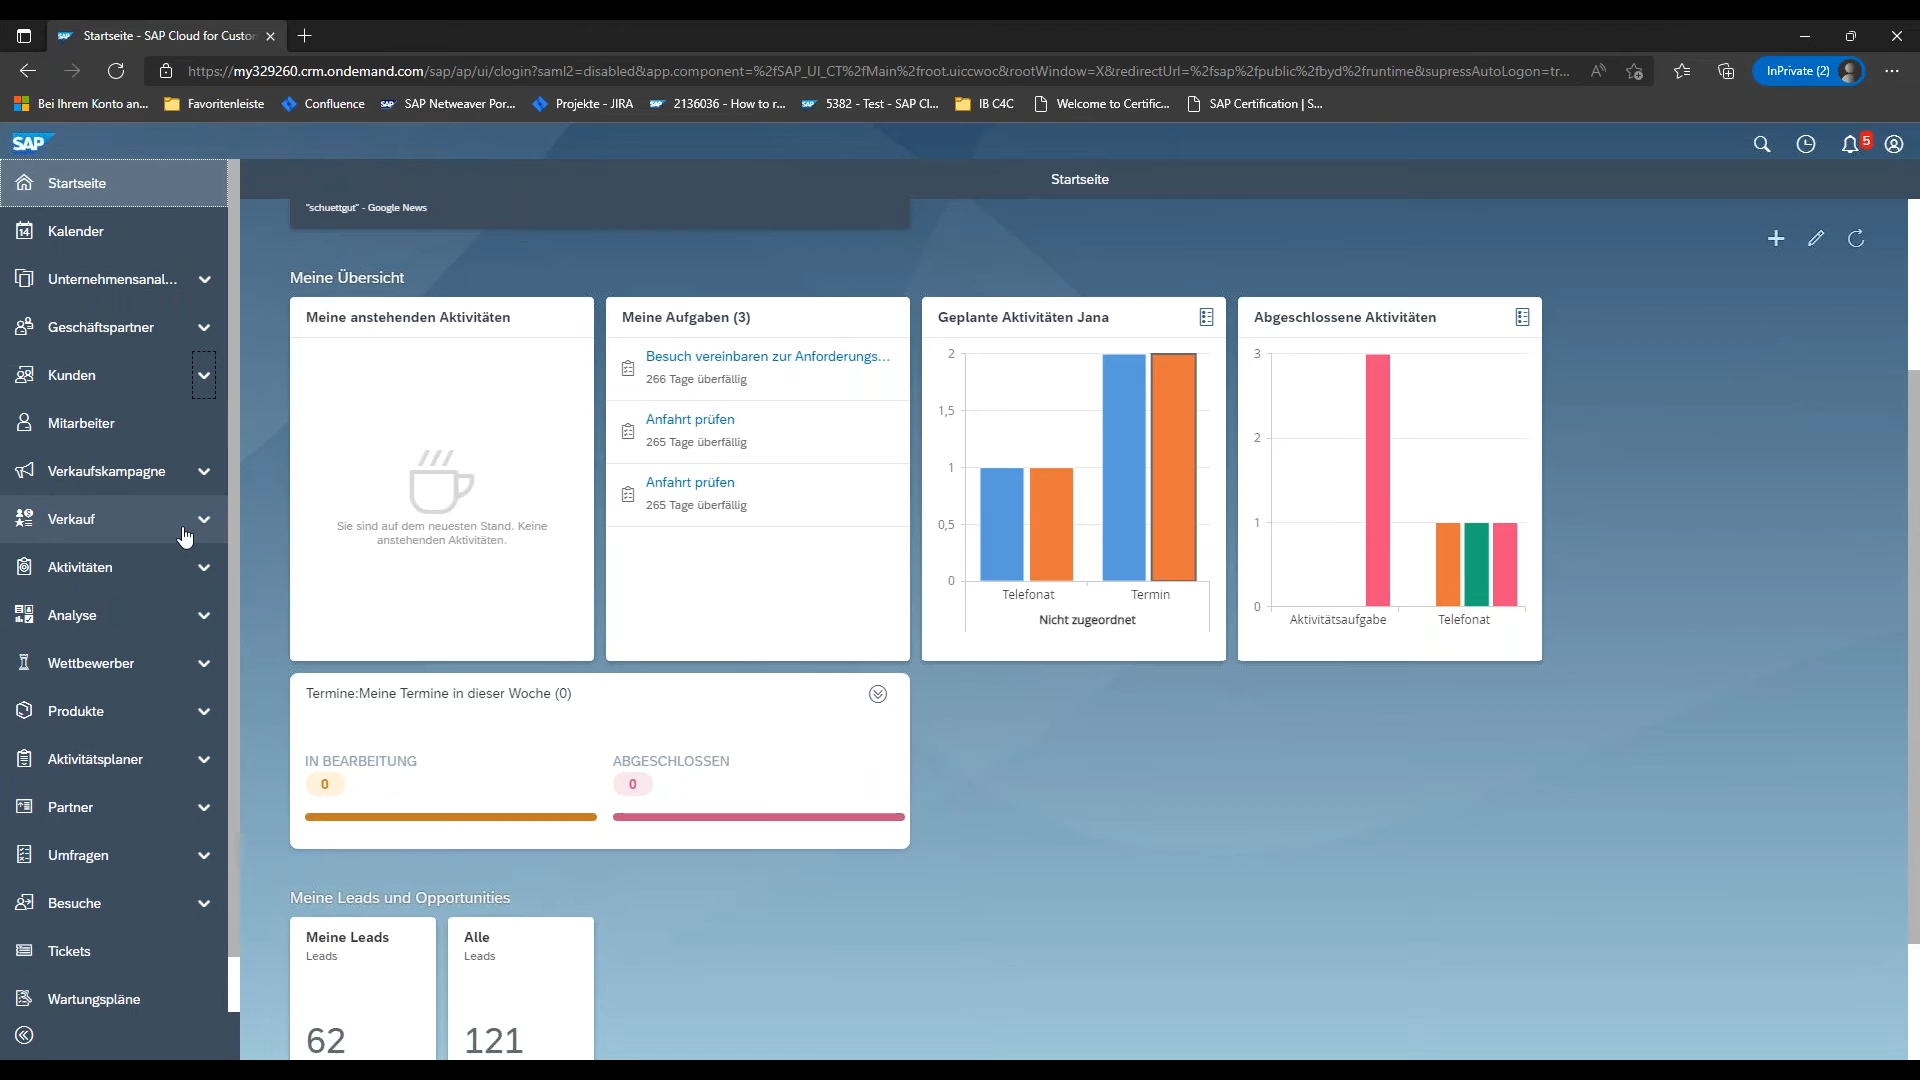 Startseite - SAP Cloud for Custo
https://my329260.crm.ondemand.com/sap/ap/ui/clogin?saml2=disabled&app.component=%2fSAP_UI_CT%2fMain%2froot.uiccwoc&rootWindow=X&redirectUrl=%2fsap%2fpublic%2fbyd%2fruntime&supressAutoLogon=tr...
InPrivate (2)
Bei Ihrem Konto an...
Favoritenleiste
Confluence
SAP Netweaver Por...
Projekte - JIRA
2136036 - How to r...
5382 - Test - SAP Cl...
IB C4C
Welcome to Certific...
SAP Certification | S...
SAP
5
Startseite
Kalender
Unternehmensanal...
Geschäftspartner
Kunden
Mitarbeiter
Verkaufskampagne
Verkauf
Aktivitäten
Analyse
Wettbewerber
Produkte
Aktivitätsplaner
Partner
Umfragen
Besuche
Tickets
Wartungspläne
Startseite
"schuettgut" - Google News
Meine Übersicht
Meine anstehenden Aktivitäten
Sie sind auf dem neuesten Stand. Keine
anstehenden Aktivitäten.
Meine Aufgaben (3)
Besuch vereinbaren zur Anforderungs...
266 Tage überfällig
Anfahrt prüfen
265 Tage überfällig
Anfahrt prüfen
265 Tage überfällig
Geplante Aktivitäten Jana
2
1,5
1
0,5
0
Telefonat
Termin
Nicht zugeordnet
Abgeschlossene Aktivitäten
3
2
1
0
Aktivitätsaufgabe
Telefonat
Termine:Meine Termine in dieser Woche (0)
IN BEARBEITUNG
0
ABGESCHLOSSEN
0
Meine Leads und Opportunities
Meine Leads
Leads
62
Alle
Leads
121